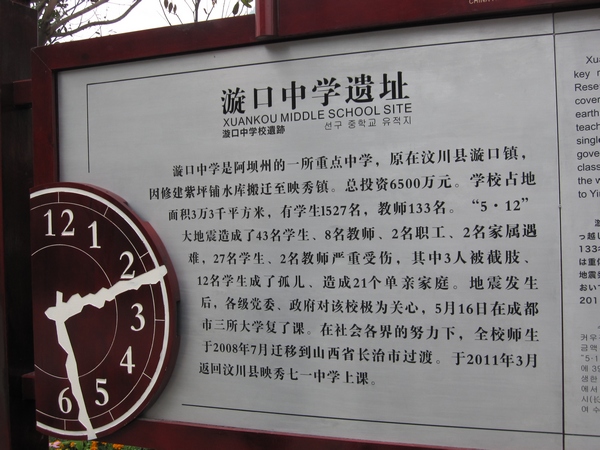 漩口中学遗址
XUANKOU MIDDLE SCHOOL SITE
漩口中学校遺跡
선구 중학교 유적지
漩口中学是阿坝州的一所重点中学，原在汶川县漩口镇，
因修建紫坪铺水库搬迁至映秀镇。总投资6500万元。学校占地
面积3万3千平方米，有学生1527名，教师133名。“5·12”
大地震造成了43名学生、8名教师、2名职工、2名家属遇
难，27名学生、2名教师严重受伤，其中3人被截肢、
12名学生成了孤儿、造成21个单亲家庭。地震发生
后，各级党委、政府对该校极为关心，5月16日在成都
市三所大学复了课。在社会各界的努力下，全校师生
于2008年7月迁移到山西省长治市过渡。于2011年3月
返回汶川县映秀七一中学上课。
12
1
2
3
4
5
6
Xua
key m
Rese
cover
earth
teach
single
gove
class
the w
to Yin